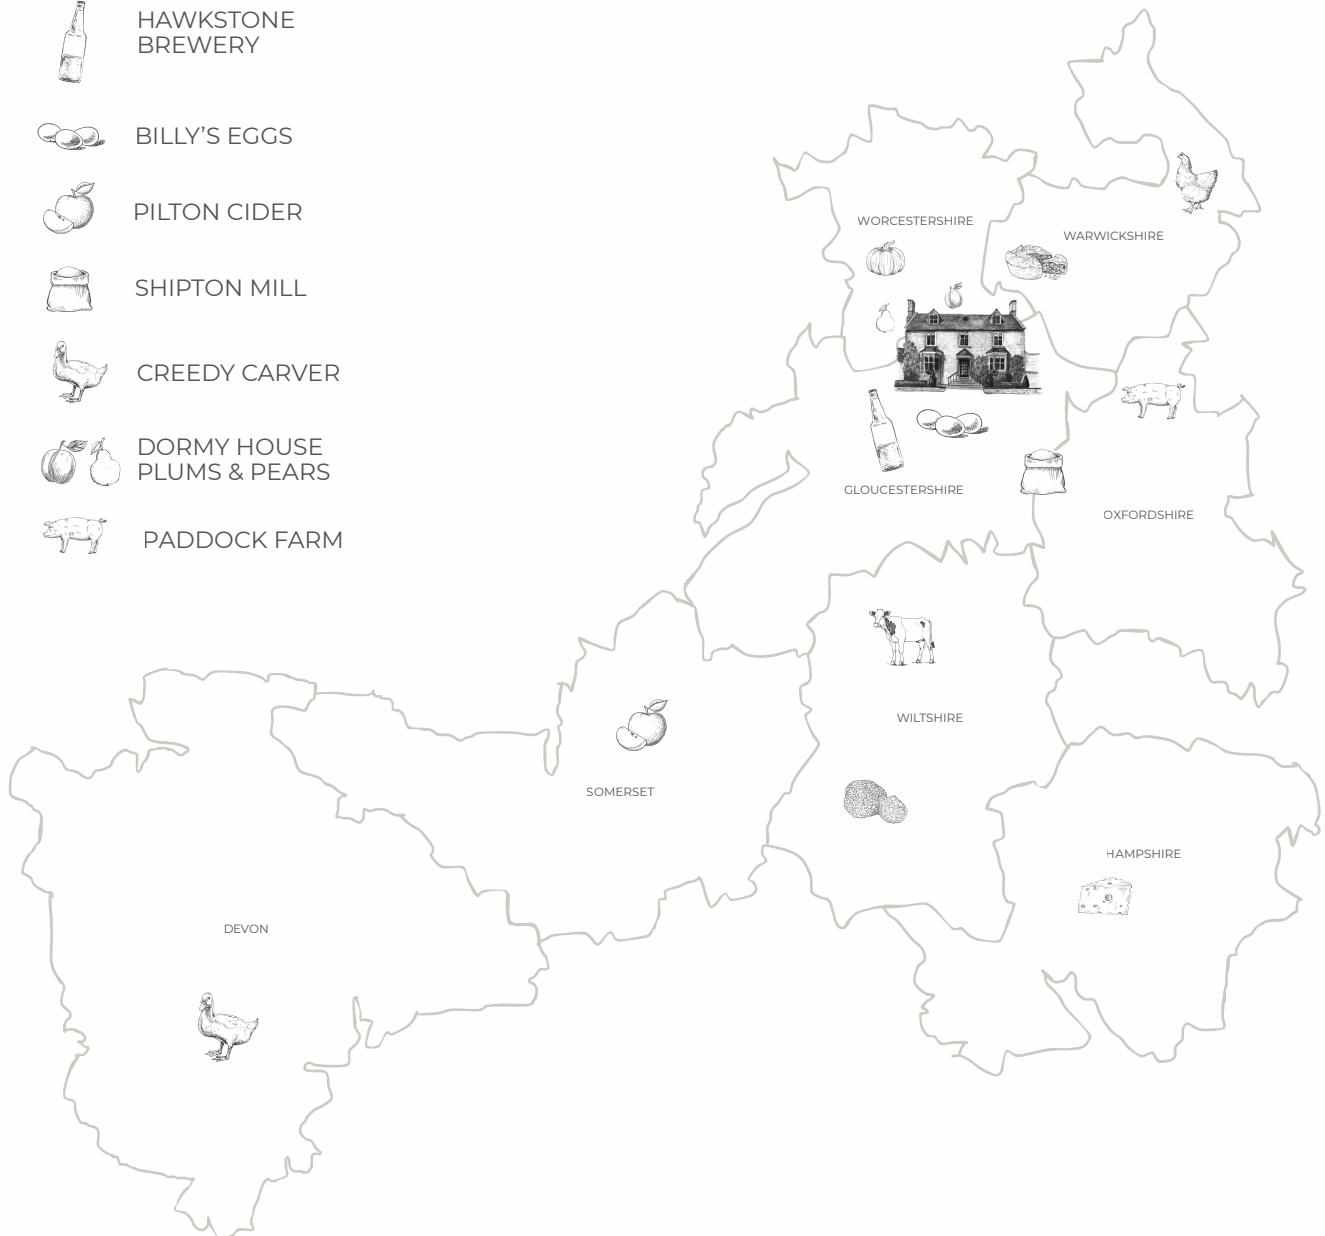 HAWKSTONE
BREWERY
BILLY’S EGGS
PILTON CIDER
SHIPTON MILL
CREEDY CARVER
DORMY HOUSE
PLUMS & PEARS
PADDOCK FARM
WORCESTERSHIRE
WARWICKSHIRE
GLOUCESTERSHIRE
OXFORDSHIRE
WILTSHIRE
SOMERSET
HAMPSHIRE
DEVON